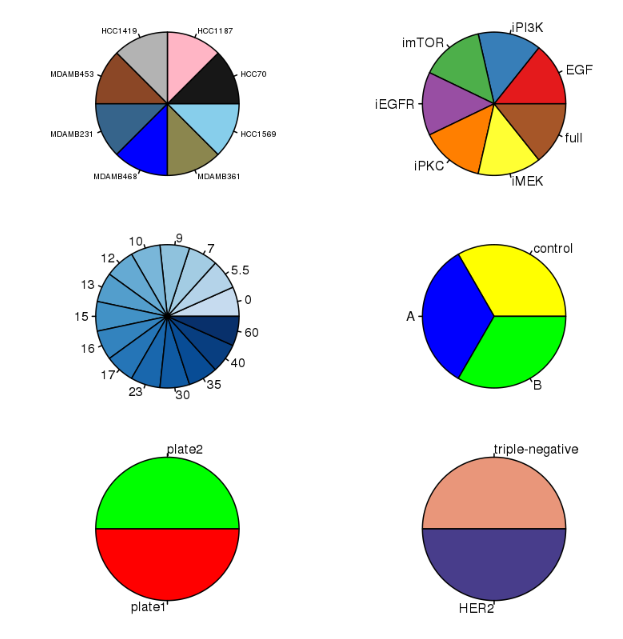 HCC1419
HCC1187
MDAMB453
HCC70
MDAMB231
HCC1569
MDAMB468
MDAMB361
iPI3K
imTOR
EGF
iEGFR
full
iPKC
iMEK
9
10
7
12
5.5
13
0
15
60
16
40
17
35
23
30
control
A
B
plate2
plate1
triple-negative
HER2